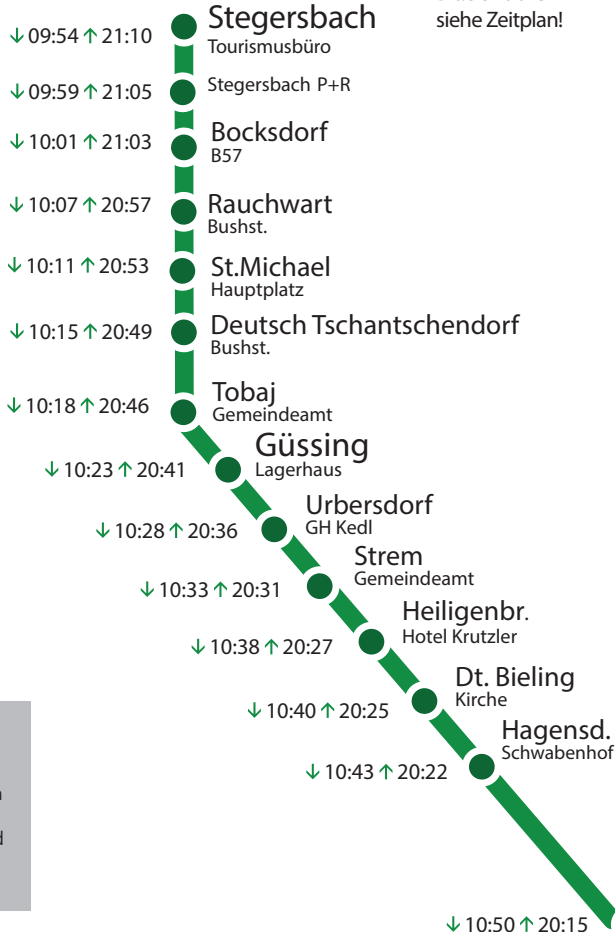 siehe Zeitplan!
↓ 09:54 ↑ 21:10
Stegersbach
Tourismusbüro
↓ 09:59 ↑ 21:05
Stegersbach P+R
↓ 10:01 ↑ 21:03
Bocksdorf
B57
↓ 10:07 ↑ 20:57
Rauchwart
Bushst.
↓ 10:11 ↑ 20:53
St.Michael
Hauptplatz
↓ 10:15 ↑ 20:49
Deutsch Tschantschendorf
Bushst.
↓ 10:18 ↑ 20:46
Tobaj
Gemeindeamt
↓ 10:23 ↑ 20:41
Güssing
Lagerhaus
↓ 10:28 ↑ 20:36
Urbersdorf
GH Kedl
↓ 10:33 ↑ 20:31
Strem
Gemeindeamt
↓ 10:38 ↑ 20:27
Heiligenbr.
Hotel Krutzler
↓ 10:40 ↑ 20:25
Dt. Bieling
Kirche
↓ 10:43 ↑ 20:22
Hagensd.
Schwabenhof
↓ 10:50 ↑ 20:15